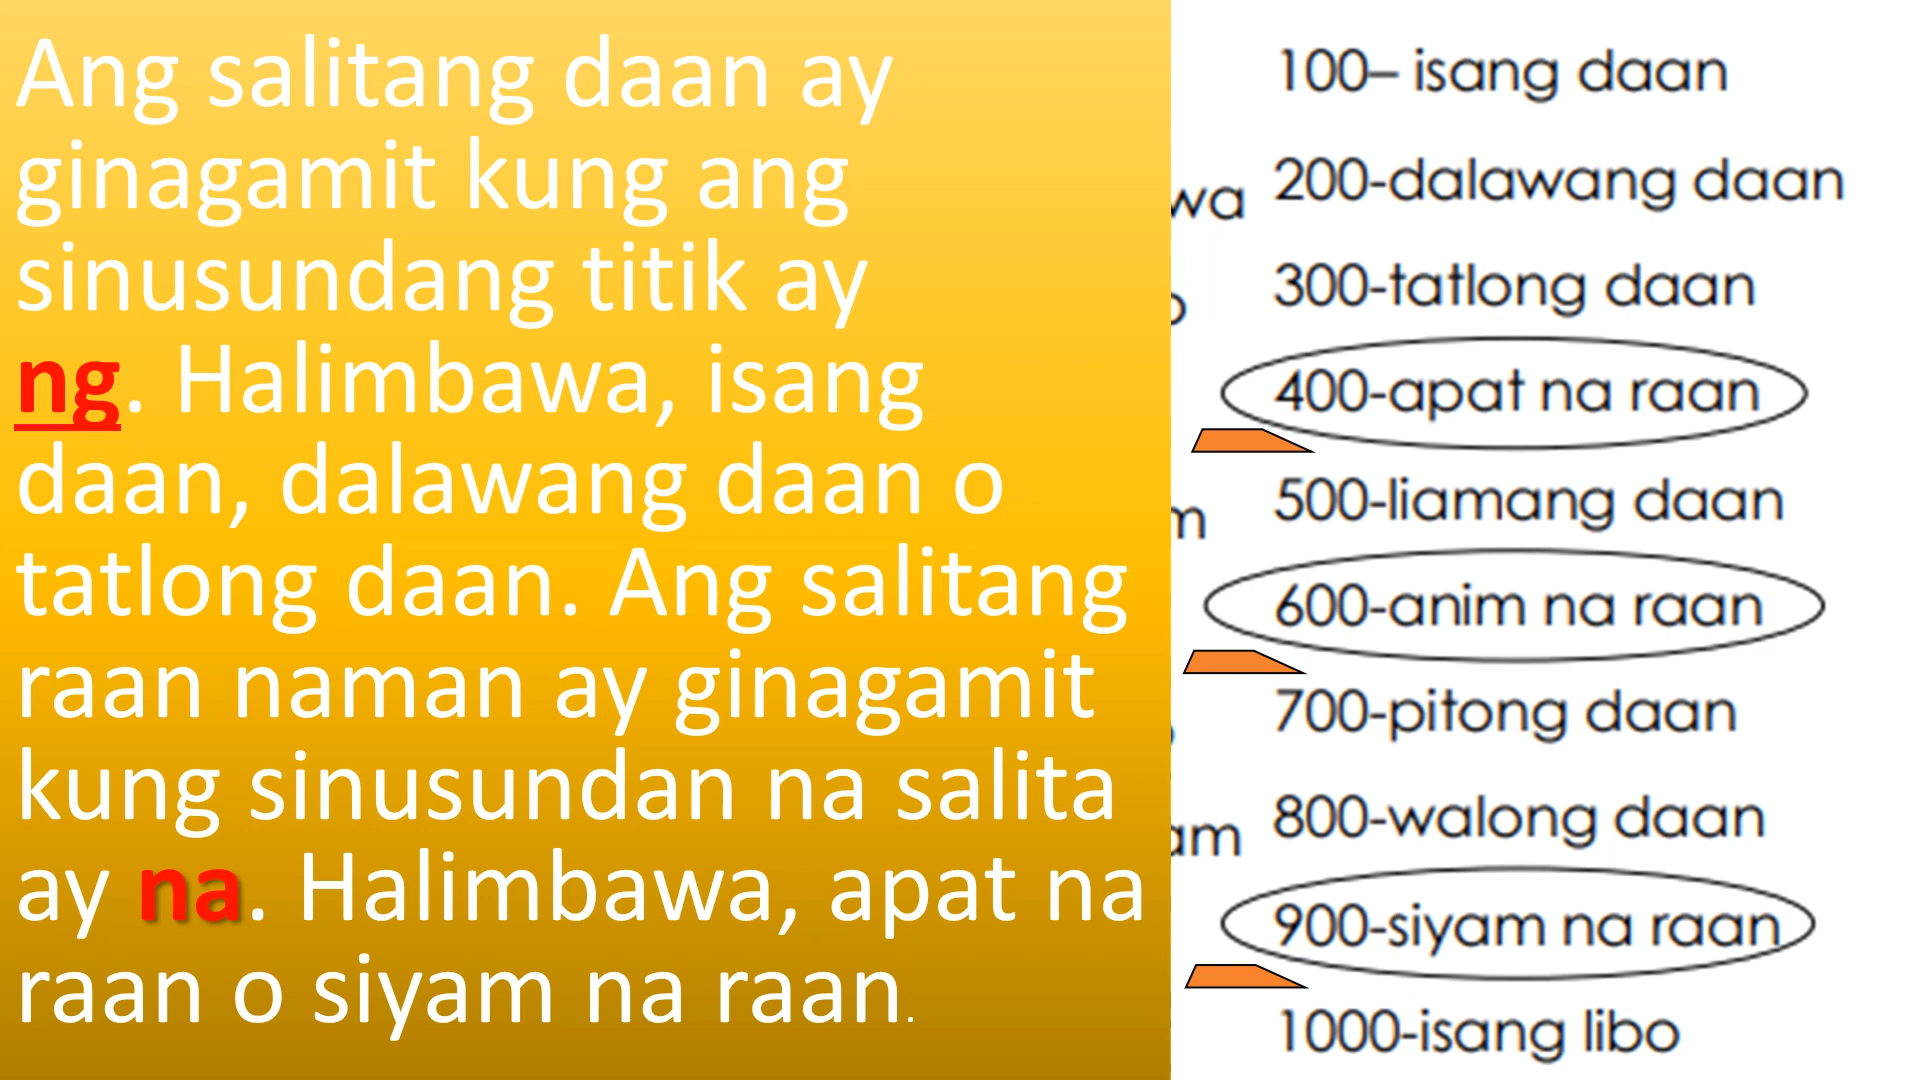 Ang salitang daan ay
ginagamit kung ang
sinusundang titik ay
ng. Halimbawa, isang
daan, dalawang daan o
tatlong daan. Ang salitang
raan naman ay ginagamit
kung sinusundan na salita
ay na. Halimbawa, apat na
raan o siyam na raan.
100– isang daan
wa 200-dalawang daan
300-tatlong daan
400-apat na raan
m 500-liamang daan
600-anim na raan
700-pitong daan
am 800-walong daan
900-siyam na raan
1000-isang libo